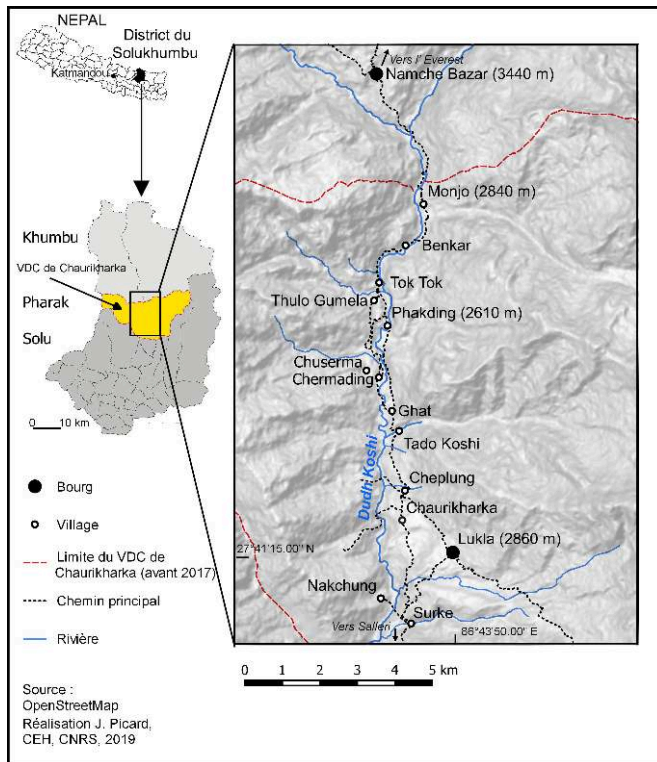 NEPAL
District du
Solukhumbu
Katmandou
Khumbu
VDC de Chaurikharka
Pharak
Solu
0 10 km
Bourg
Village
Limite du VDC de
Chaurikharka (avant 2017)
Chemin principal
Rivière
Source :
OpenStreetMap
Réalisation J. Picard,
CEH, CNRS, 2019
Vers l' Everest
Namche Bazar (3440 m)
Monjo (2840 m)
Benkar
Tok Tok
Thulo Gumela
Phakding (2610 m)
Chuserma
Chermading
Ghat
Tado Koshi
Dudh Koshi
Cheplung
Chaurikharka
Lukla (2860 m)
27°41'15.00" N
Nakchung
Surke
Vers Salleri
86°43'50.00" E
0 1 2 3 4 5 km